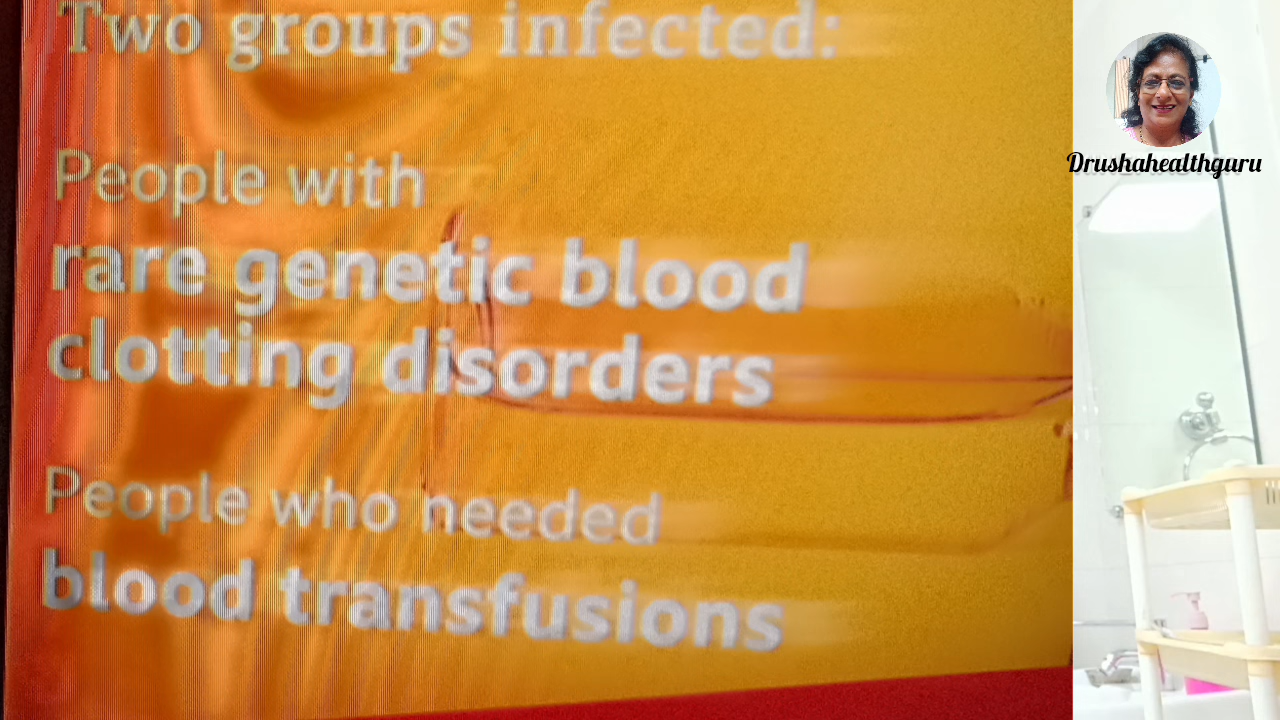 Two groups infected:
People with
rare genetic blood
clotting disorders
People who needed
blood transfusions
Drushahealthguru